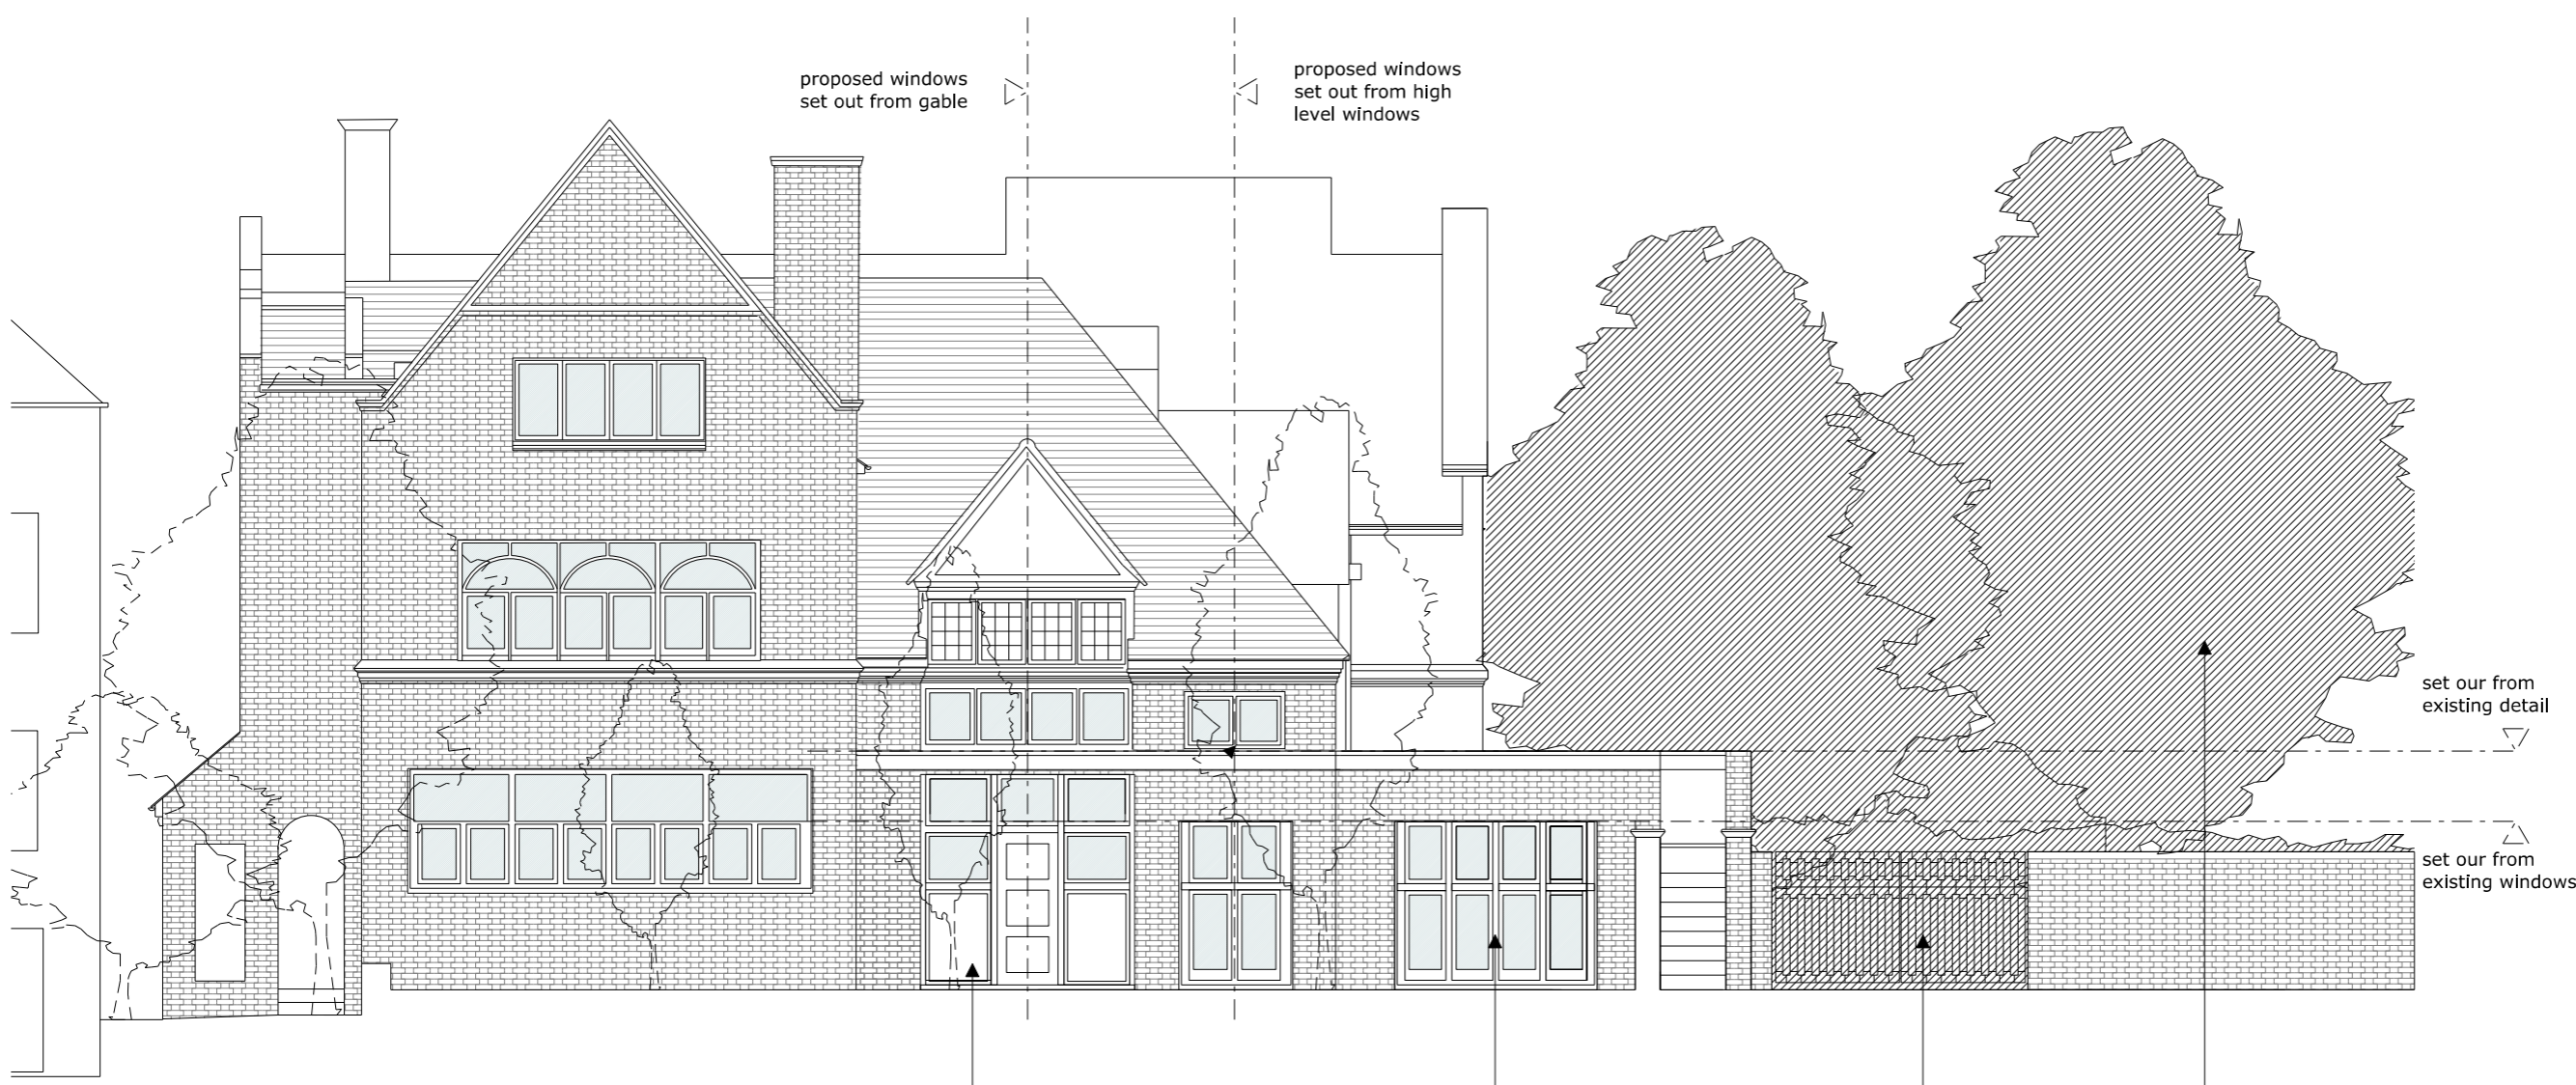 proposed windows
set out from gable
proposed windows
set out from high
level windows
set our from
existing detail
set our from
existing windows